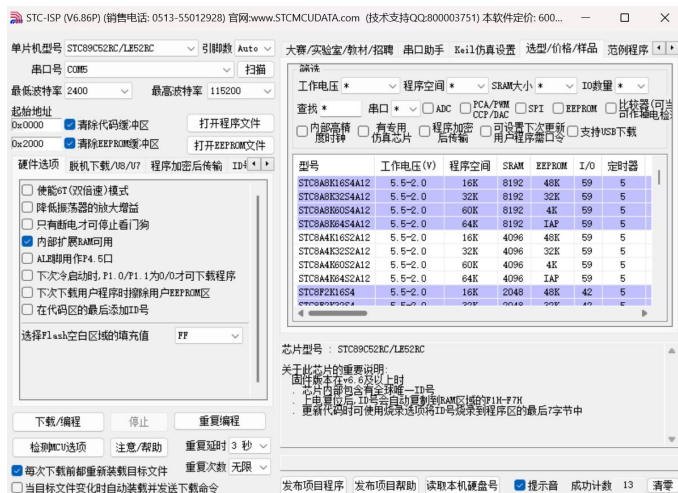 STC-ISP (V6.86P) (销售电话: 0513-55012928) 官网:www.STCMCUDATA.com (技术支持QQ:800003751) 本软件定价: 600...
单片机型号 STC89C52RC/LE52RC 引脚数 Auto
串口号 COM5 扫描
最低波特率 2400 最高波特率 115200
起始地址
0x0000 清除代码缓冲区 打开程序文件
0x2000 清除EEPROM缓冲区 打开EEPROM文件
硬件选项 脱机下载/U8/U7 程序加密后传输 ID号
使能6T(双倍速)模式
降低振荡器的放大增益
只有断电才可停止看门狗
内部扩展RAM可用
ALE脚用作P4.5口
下次冷启动时, P1.0/P1.1为0/0才可下载程序
下次下载用户程序时擦除用户EEPROM区
在代码区的最后添加ID号
选择Flash空白区域的填充值 FF
下载/编程 停止 重复编程
检测MCU选项 注意/帮助 重复延时 3 秒
每次下载前都重新装载目标文件 重复次数 无限
当目标文件变化时自动装载并发送下载命令
大赛/实验室/教材/招聘 串口助手 Keil仿真设置 选型/价格/样品 范例程序
筛选
工作电压 * 程序空间 * SRAM大小 * IO数量 *
查找 * 串口 * ADC PCA/PWM CCP/DAC SPI EEPROM 比较器(可当
内部高精度时钟 有专用仿真芯片 程序加密后传输 可设置下次更新用户程序需口令 支持USB下载
型号 工作电压(V) 程序空间 SRAM EEPROM I/O 定时器
STC8A8K16S4A12 5.5-2.0 16K 8192 48K 59 5
STC8A8K32S4A12 5.5-2.0 32K 8192 32K 59 5
STC8A8K60S4A12 5.5-2.0 60K 8192 4K 59 5
STC8A8K64S4A12 5.5-2.0 64K 8192 IAP 59 5
STC8A4K16S2A12 5.5-2.0 16K 4096 48K 59 5
STC8A4K32S2A12 5.5-2.0 32K 4096 32K 59 5
STC8A4K60S2A12 5.5-2.0 60K 4096 4K 59 5
STC8A4K64S2A12 5.5-2.0 64K 4096 IAP 59 5
STC8F2K16S4 5.5-2.0 16K 2048 48K 42 5
STC8F2K32S4 5.5-2.0 32K 2048 32K 42 5
芯片型号 : STC89C52RC/LE52RC
关于此芯片的重要说明:
固件版本在v6.6及以上时
. 芯片内部包含有全球唯一ID号
. 上电复位后,ID号会自动复制到RAM区域的F1H-F7H
. 更新代码时可使用烧录选项将ID号烧录到程序区的最后7字节中
发布项目程序 发布项目帮助 读取本机硬盘号 提示音 成功计数 13 清零